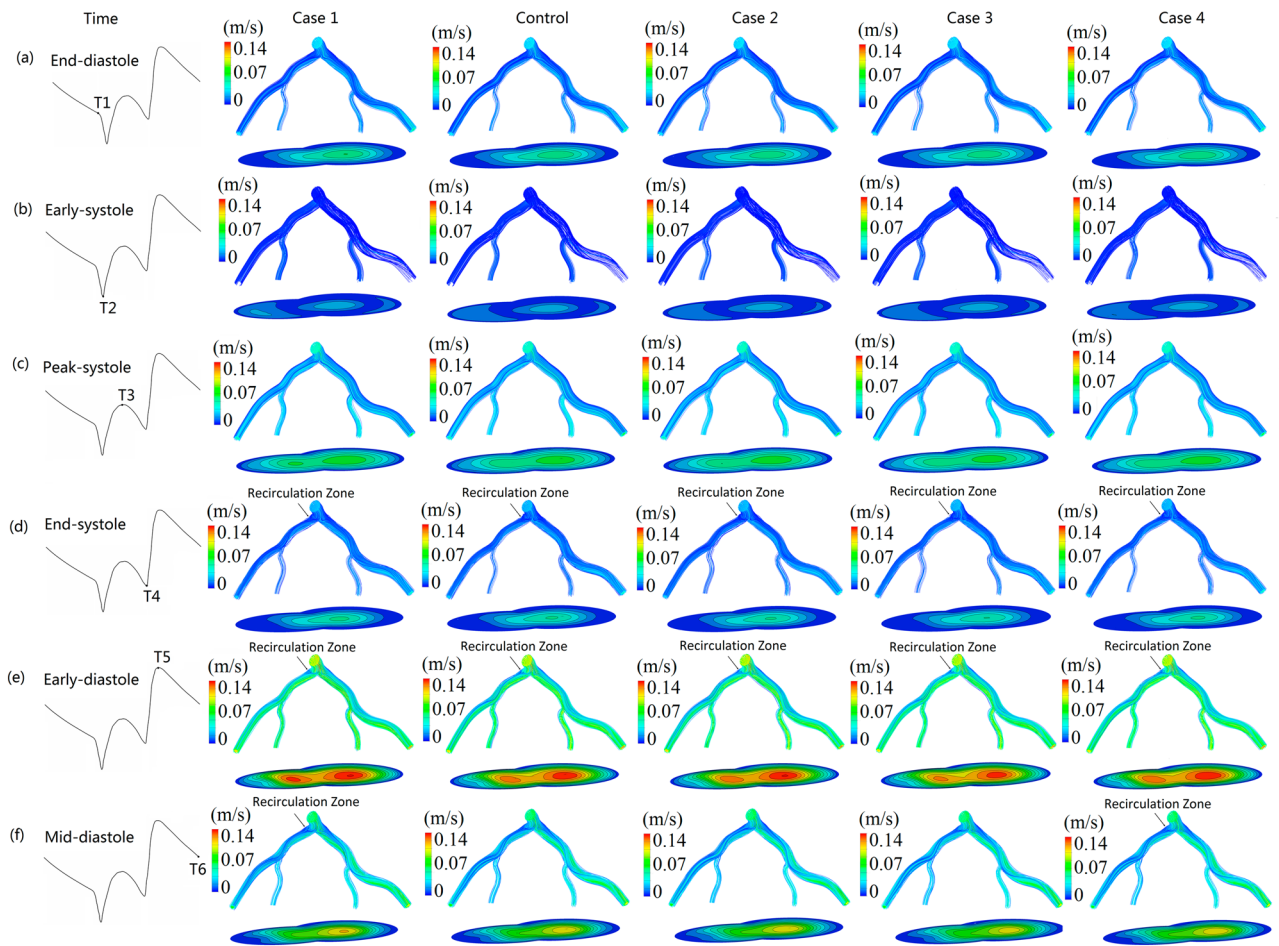 Time Case 1 Control Case 2 Case 3 Case 4
(a) End-diastole T1
(m/s) 0.14 0.07 0
(m/s) 0.14 0.07 0
(m/s) 0.14 0.07 0
(m/s) 0.14 0.07 0
(m/s) 0.14 0.07 0
(b) Early-systole T2
(m/s) 0.14 0.07 0
(m/s) 0.14 0.07 0
(m/s) 0.14 0.07 0
(m/s) 0.14 0.07 0
(m/s) 0.14 0.07 0
(c) Peak-systole T3
(m/s) 0.14 0.07 0
(m/s) 0.14 0.07 0
(m/s) 0.14 0.07 0
(m/s) 0.14 0.07 0
(m/s) 0.14 0.07 0
(d) End-systole T4
Recirculation Zone (m/s) 0.14 0.07 0
Recirculation Zone (m/s) 0.14 0.07 0
Recirculation Zone (m/s) 0.14 0.07 0
Recirculation Zone (m/s) 0.14 0.07 0
Recirculation Zone (m/s) 0.14 0.07 0
(e) Early-diastole T5
Recirculation Zone (m/s) 0.14 0.07 0
Recirculation Zone (m/s) 0.14 0.07 0
Recirculation Zone (m/s) 0.14 0.07 0
Recirculation Zone (m/s) 0.14 0.07 0
Recirculation Zone (m/s) 0.14 0.07 0
(f) Mid-diastole T6
Recirculation Zone (m/s) 0.14 0.07 0
(m/s) 0.14 0.07 0
(m/s) 0.14 0.07 0
(m/s) 0.14 0.07 0
Recirculation Zone (m/s) 0.14 0.07 0